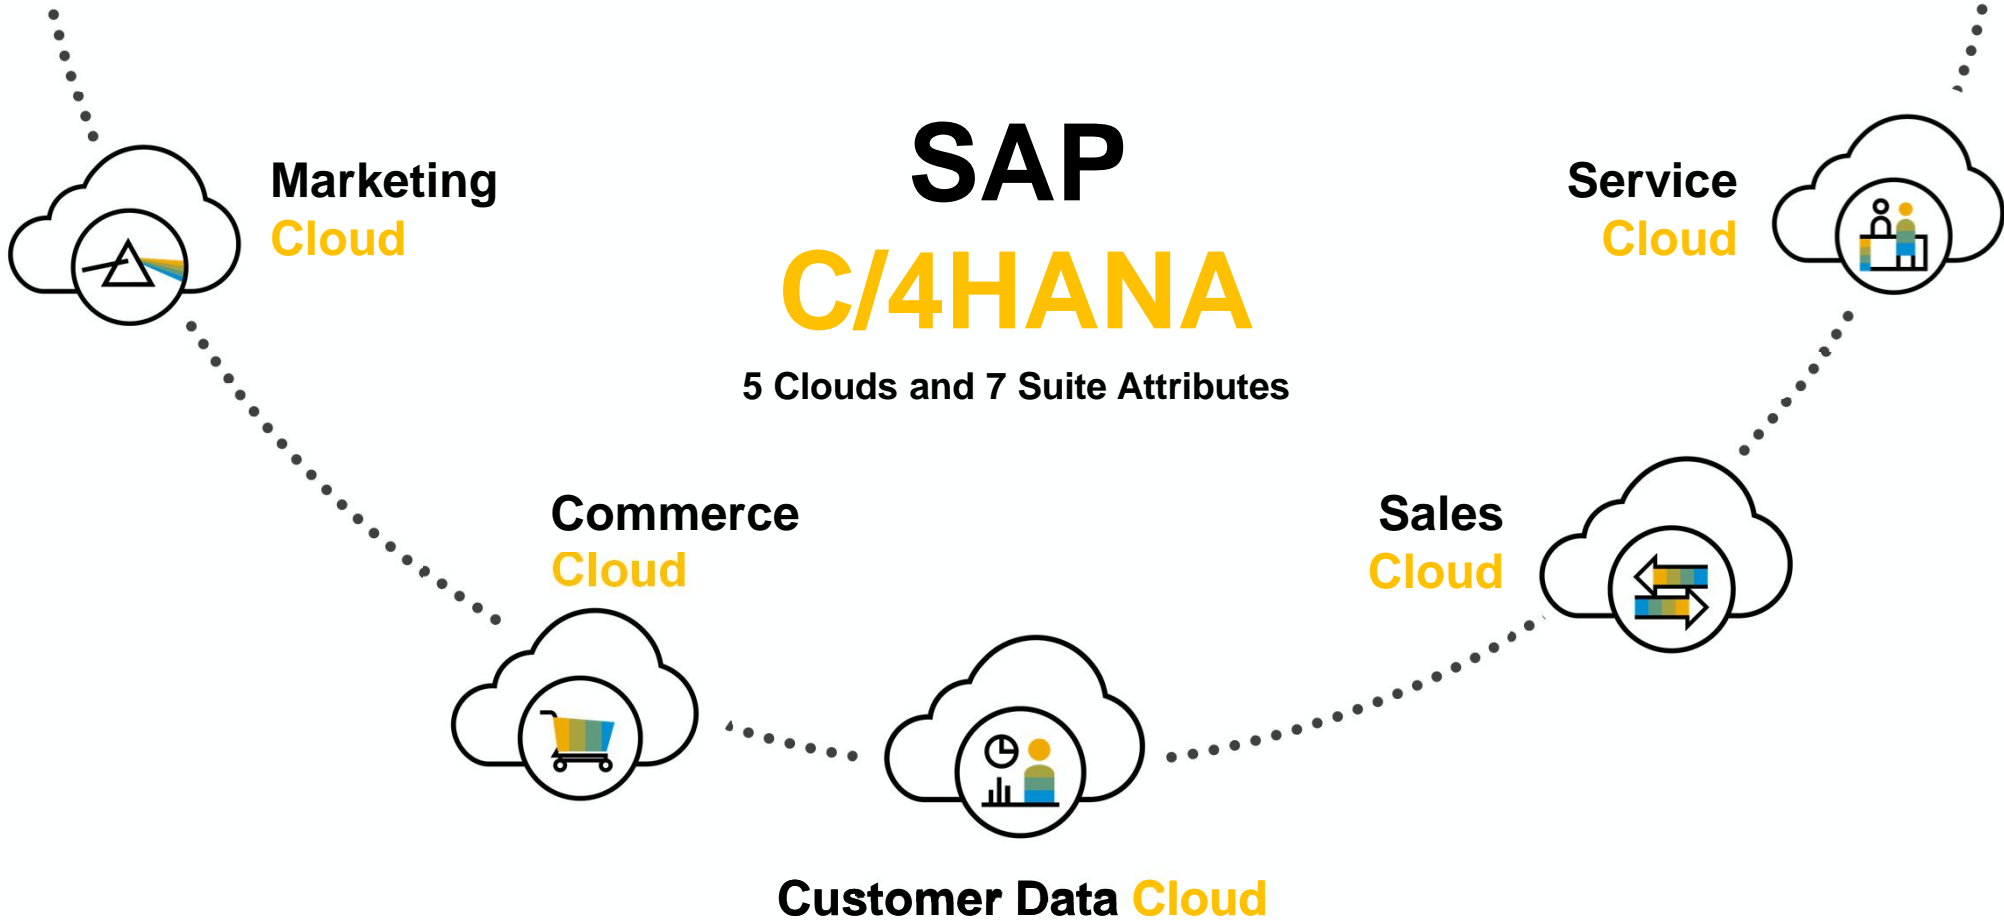 SAP
C/4HANA
5 Clouds and 7 Suite Attributes
Marketing
Cloud
Service
Cloud
Commerce
Cloud
Sales
Cloud
Customer Data Cloud